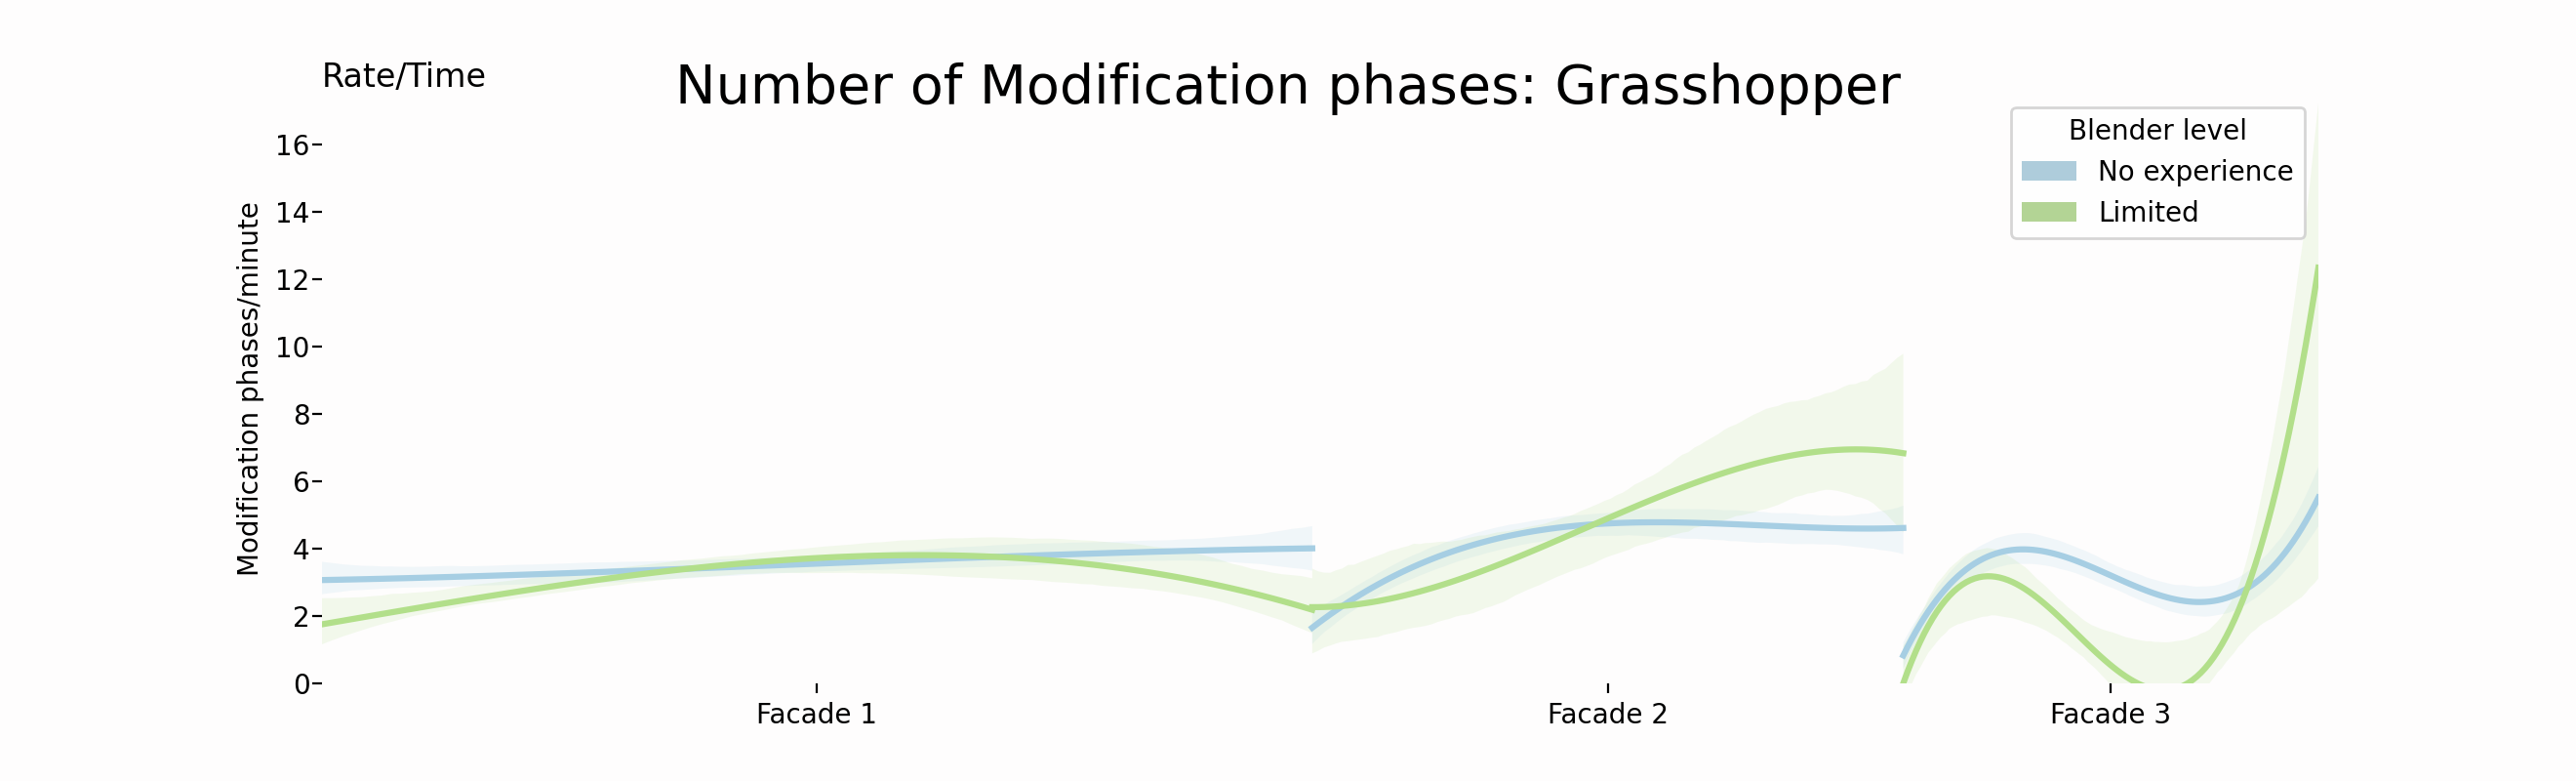 Rate/Time
Number of Modification phases: Grasshopper
Blender level
No experience
Limited
Modification phases/minute
16
14
12
10
8
6
4
2
0
Facade 1
Facade 2
Facade 3